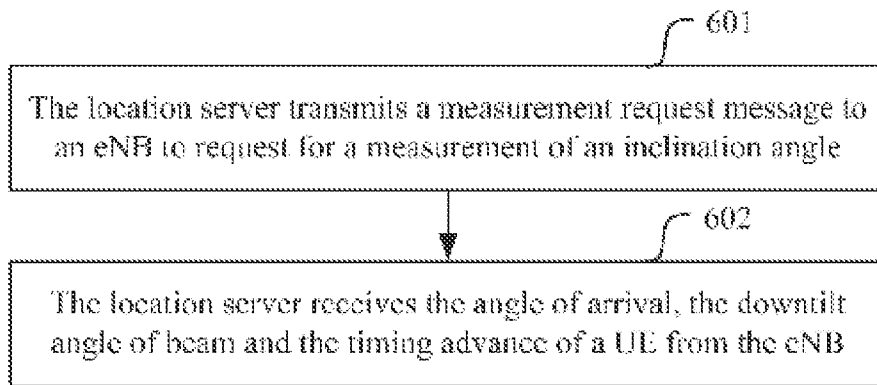 601
The location server transmits a measurement request message to
an eNB to request for a measurement of an inclination angle
602
The location server receives the angle of arrival, the downtilt
angle of beam and the timing advance of a UE from the eNB